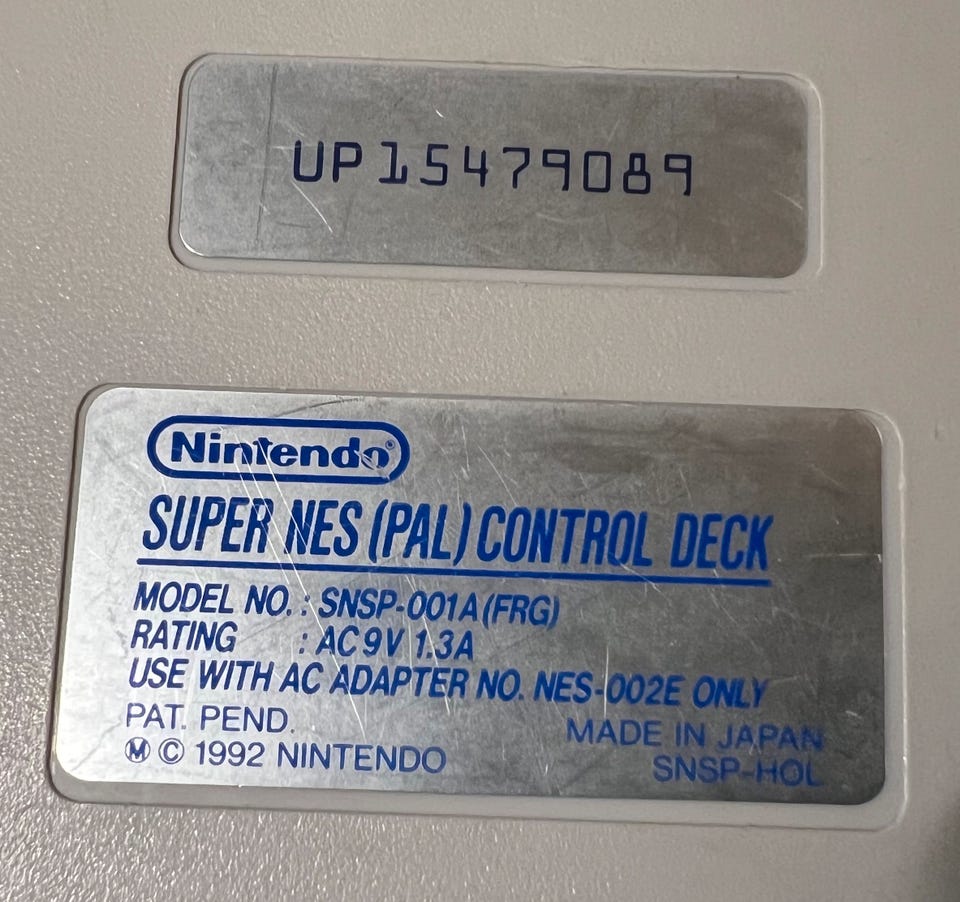 UP15479089
Nintendo®
SUPER NES (PAL) CONTROL DECK
MODEL NO. : SNSP-001A(FRG)
RATING : AC 9V 1.3A
USE WITH AC ADAPTER NO. NES-002E ONLY
PAT. PEND.
MADE IN JAPAN
Ⓜ © 1992 NINTENDO
SNSP-HOL